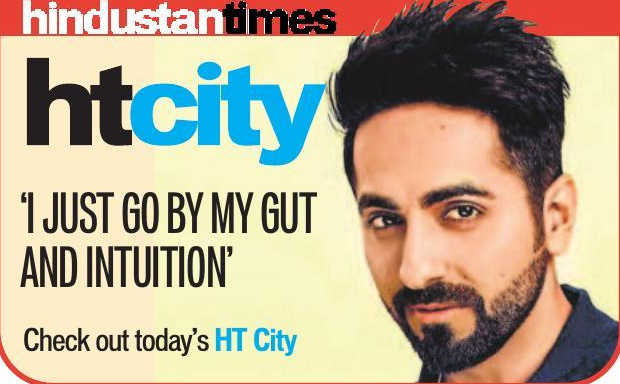 hindustantimes
htcity
‘I JUST GO BY MY GUT
AND INTUITION’
Check out today's HT City